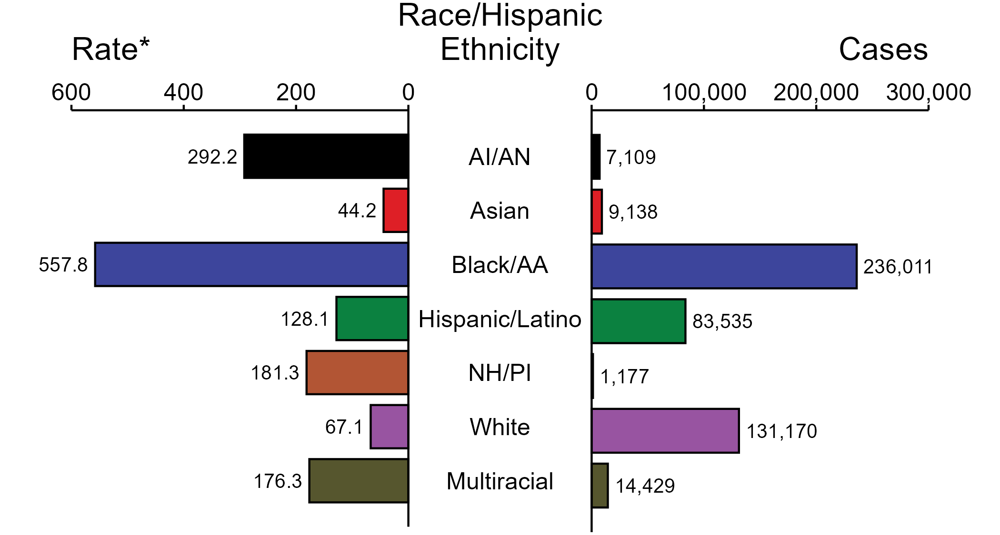 Race/Hispanic
Rate* Ethnicity Cases
600 400 200 0 0 100,000 200,000 300,000
292.2 AI/AN 7,109
44.2 Asian 9,138
557.8 Black/AA 236,011
128.1 Hispanic/Latino 83,535
181.3 NH/PI 1,177
67.1 White 131,170
176.3 Multiracial 14,429